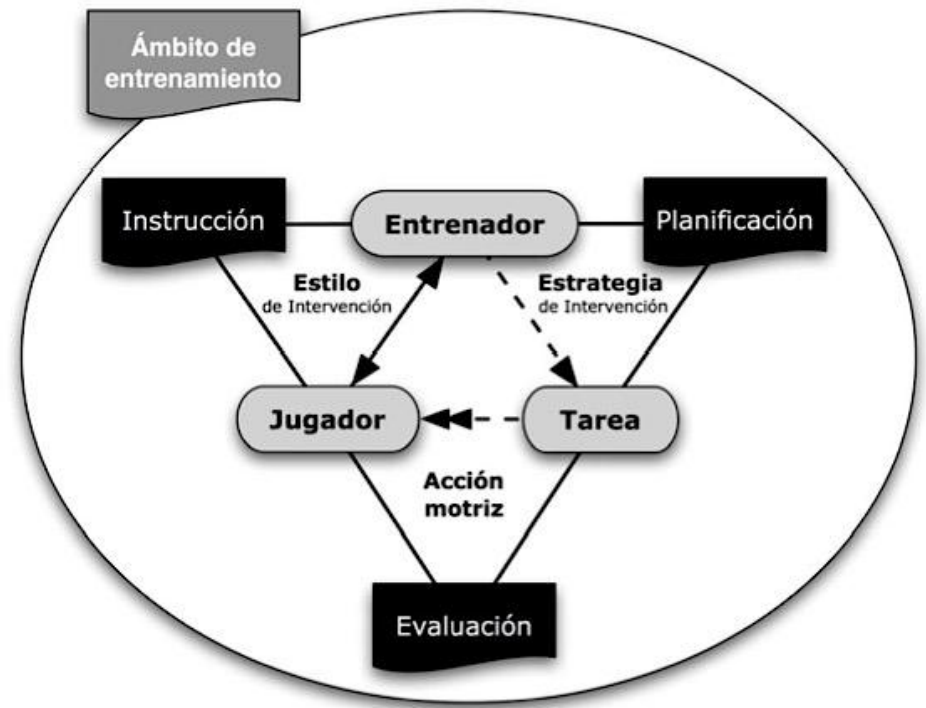 Ámbito de
entrenamiento
Instrucción
Entrenador
Planificación
Estilo
de Intervención
Estrategia
de Intervención
Jugador
Tarea
Acción
motriz
Evaluación